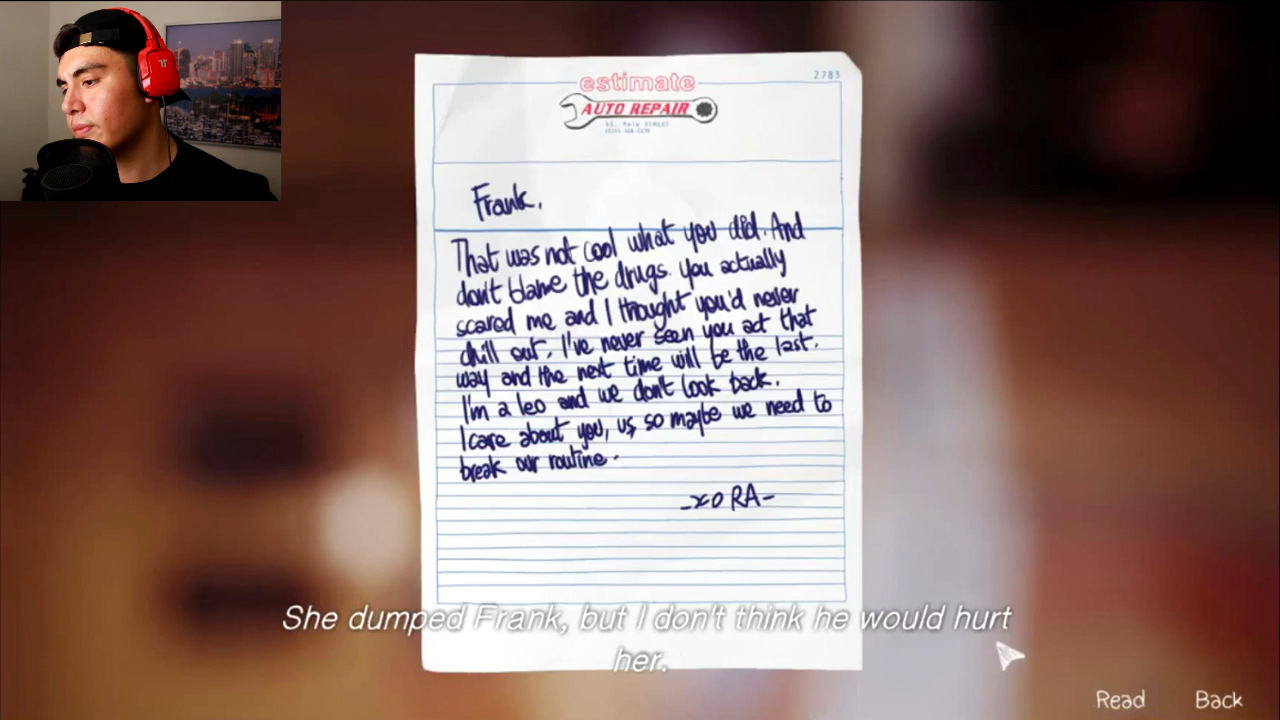 estimate
2783
AUTO REPAIR
Frank,
That was not cool what you did. And
don't blame the drugs. You actually
scared me and I thought you'd never
chill out. I've never seen you act that
way and the next time will be the last.
I'm a leo and we don't look back.
I care about you, us, so maybe we need to
break our routine.
-xo RA-
She dumped Frank, but I don't think he would hurt
her.
Read
Back